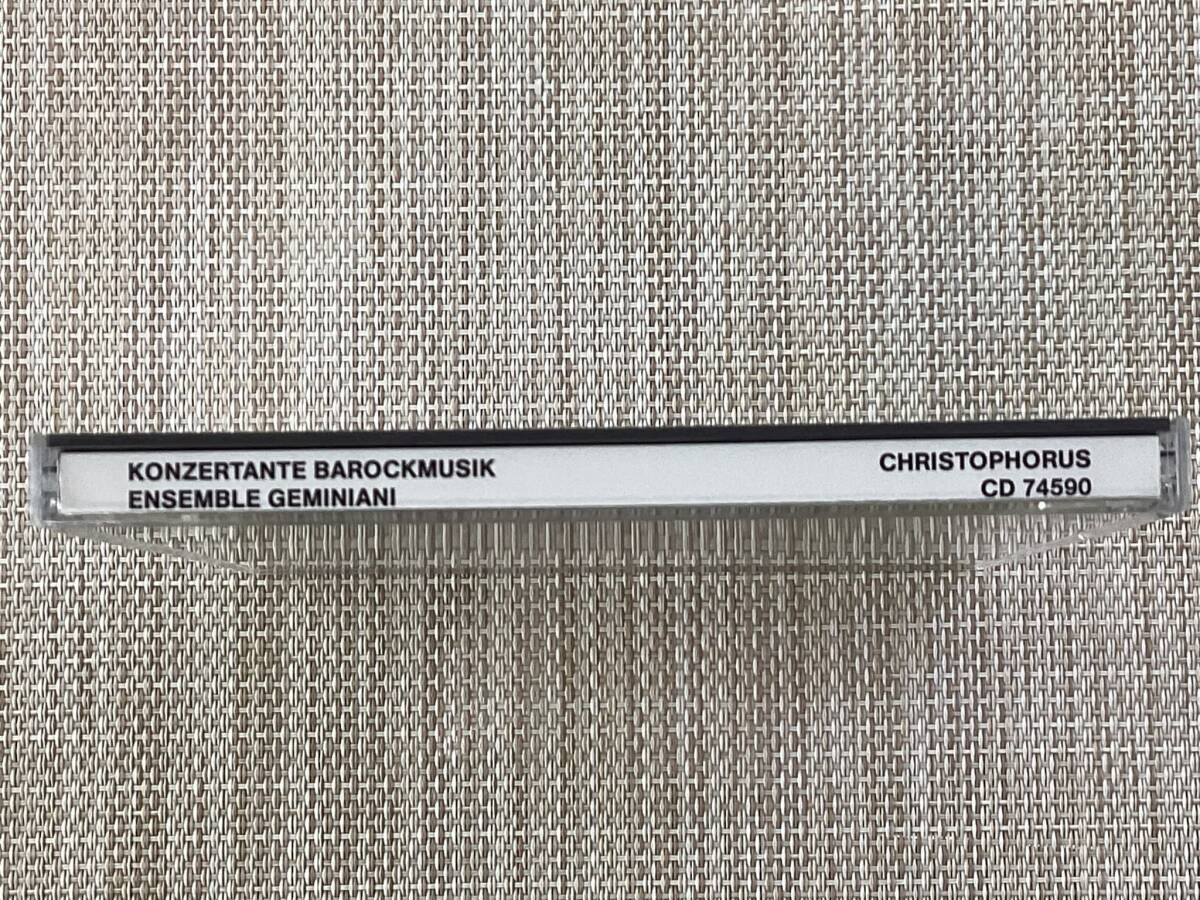 KONZERTANTE BAROCKMUSIK
ENSEMBLE GEMINIANI
CHRISTOPHORUS
CD 74590